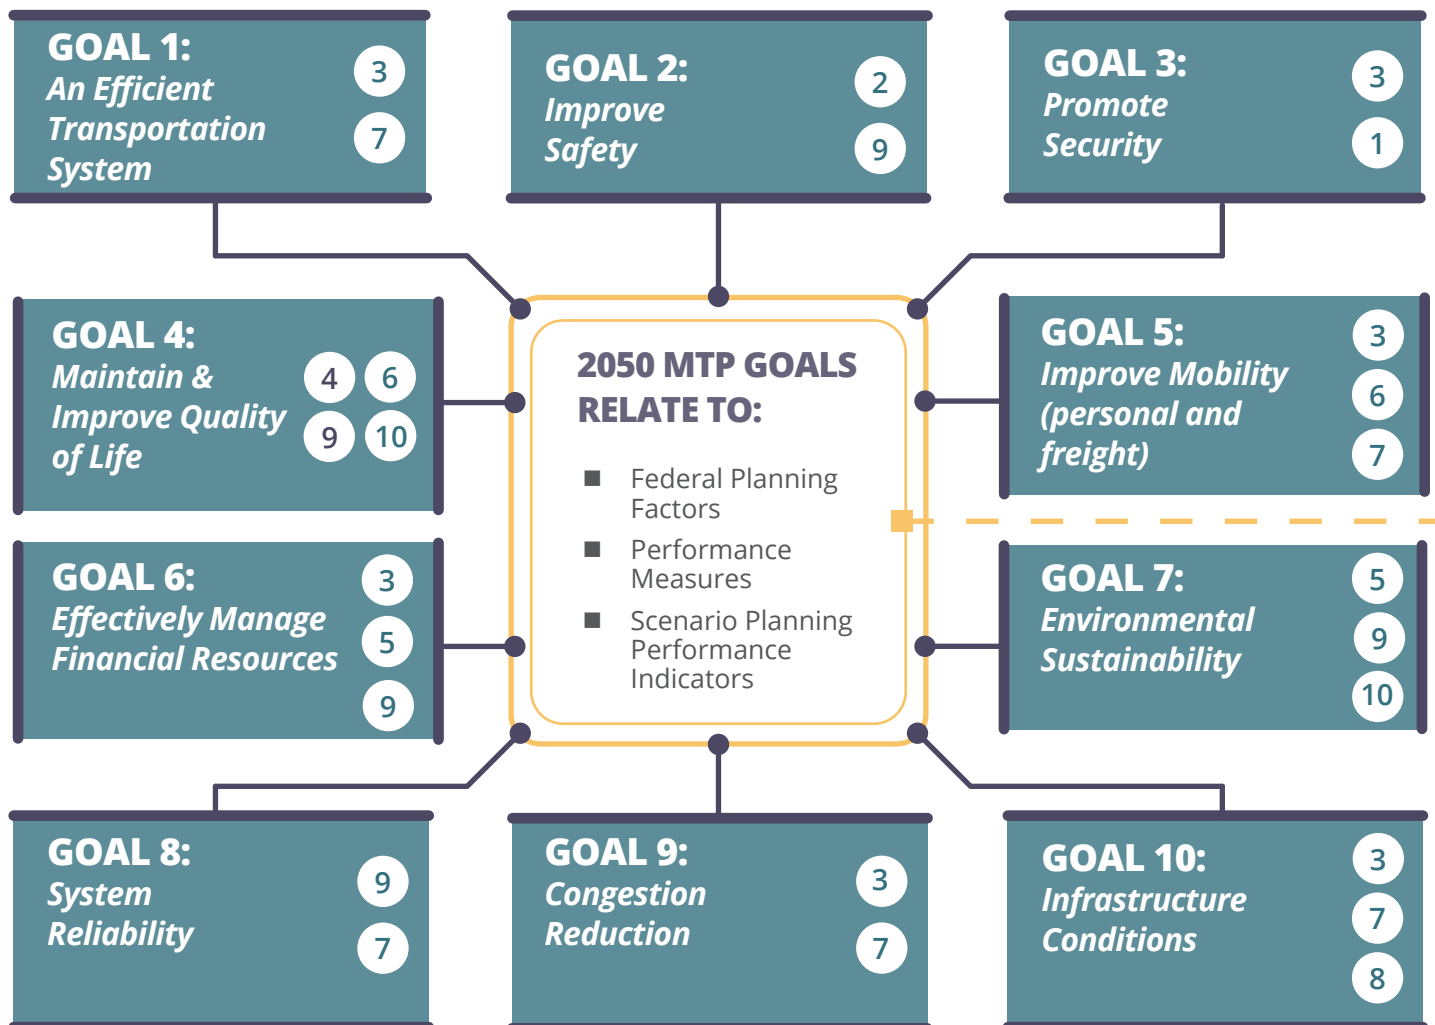 GOAL 1:
An Efficient
Transportation
System
3
7
GOAL 2:
Improve
Safety
2
9
GOAL 3:
Promote
Security
3
1
GOAL 4:
Maintain &
Improve Quality
of Life
4 6
9 10
2050 MTP GOALS
RELATE TO:
■ Federal Planning
Factors
■ Performance
Measures
■ Scenario Planning
Performance
Indicators
GOAL 5:
Improve Mobility
(personal and
freight)
3
6
7
GOAL 6:
Effectively Manage
Financial Resources
3
5
9
GOAL 7:
Environmental
Sustainability
5
9
10
GOAL 8:
System
Reliability
9
7
GOAL 9:
Congestion
Reduction
3
7
GOAL 10:
Infrastructure
Conditions
3
7
8